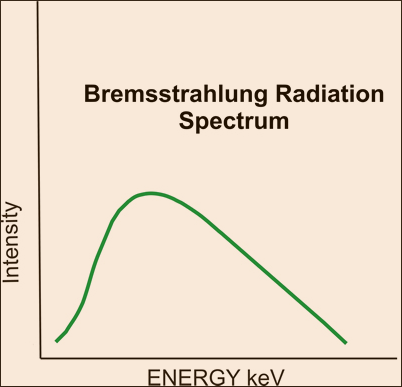 Bremsstrahlung Radiation
Spectrum
Intensity
ENERGY keV